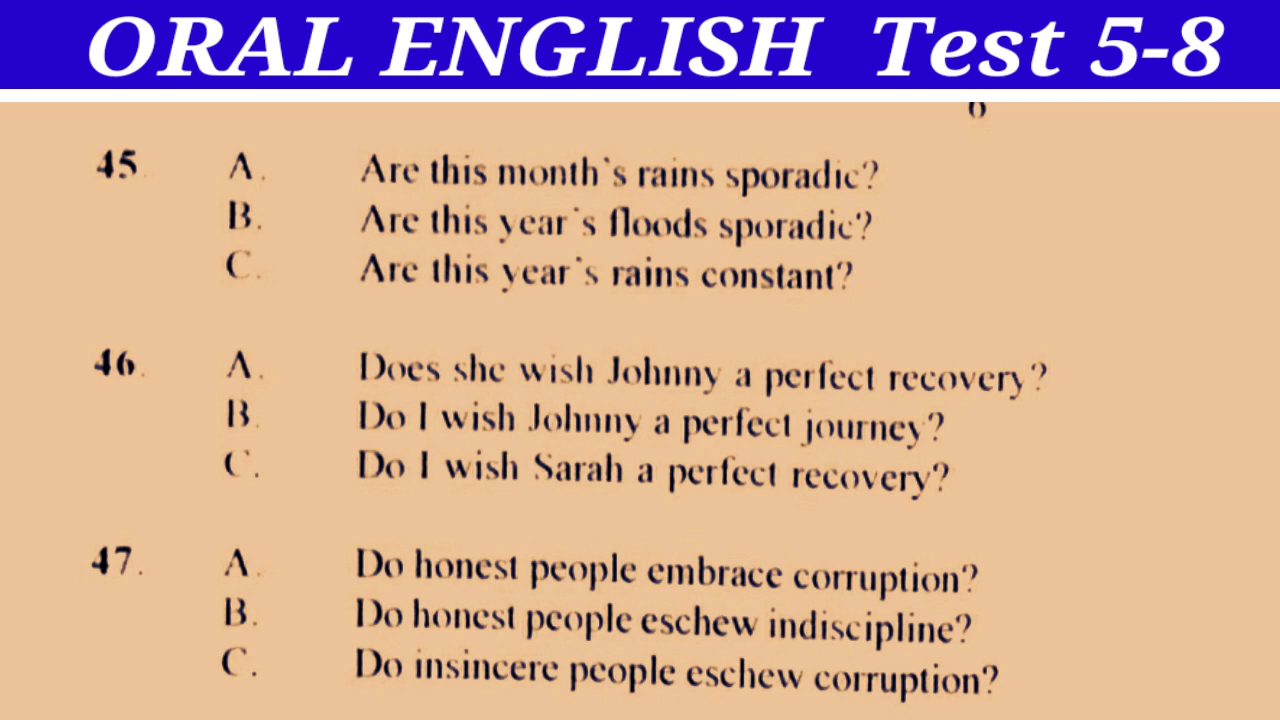 ORAL ENGLISH Test 5-8
45. A. Are this month's rains sporadic?
B. Are this year's floods sporadic?
C. Are this year's rains constant?
46. A. Does she wish Johnny a perfect recovery?
B. Do I wish Johnny a perfect journey?
C. Do I wish Sarah a perfect recovery?
47. A. Do honest people embrace corruption?
B. Do honest people eschew indiscipline?
C. Do insincere people eschew corruption?